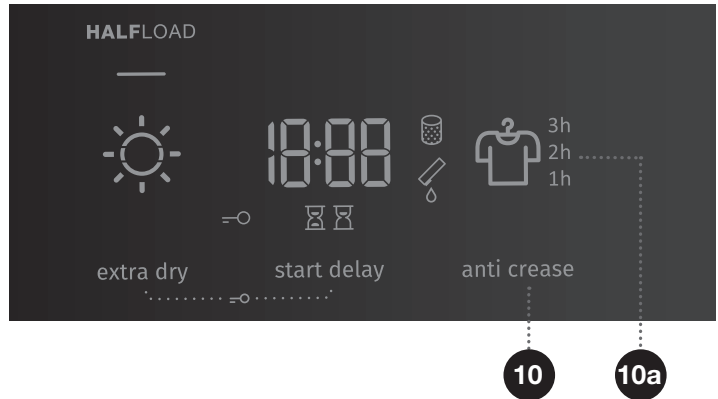 HALFLOAD
18:88
3h
2h
1h
extra dry
start delay
anti crease
10
10a